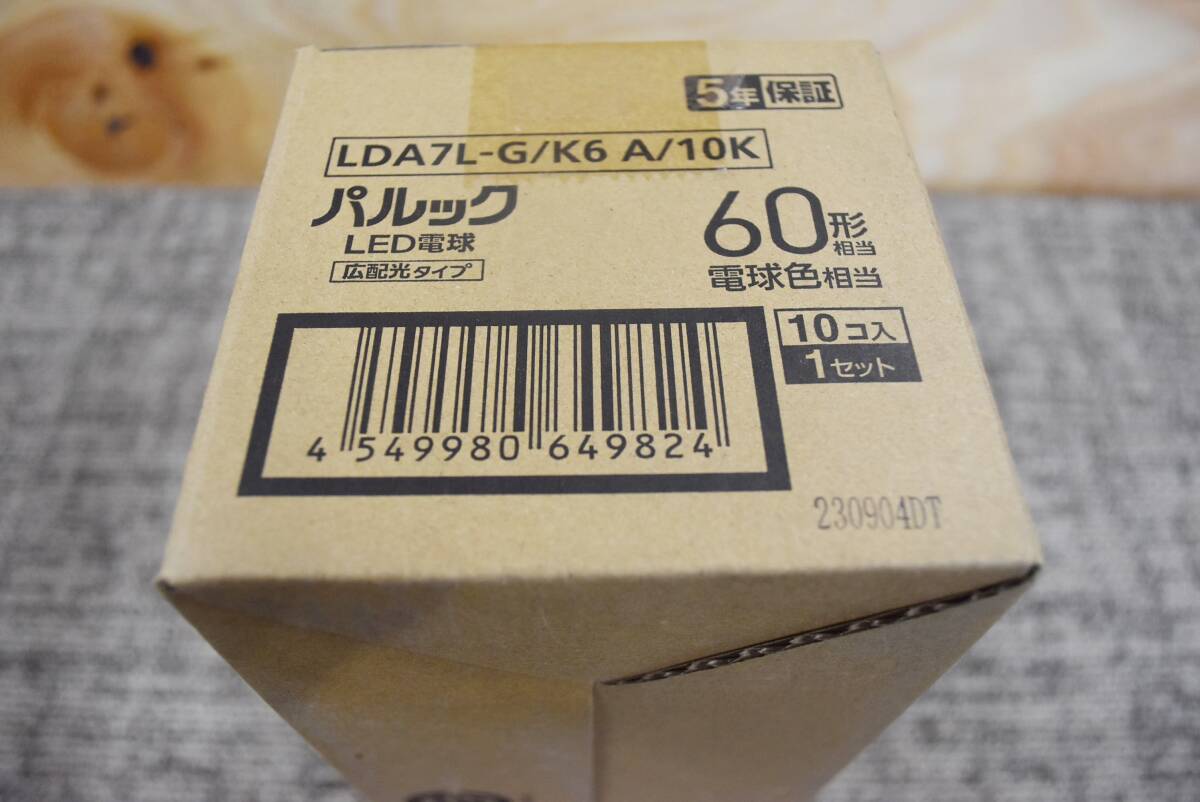 5年保証
LDA7L-G/K6 A/10K
パルック
LED電球
広配光タイプ
60形相当
電球色相当
10コ入
1セット
4 549980 649824
230904DT